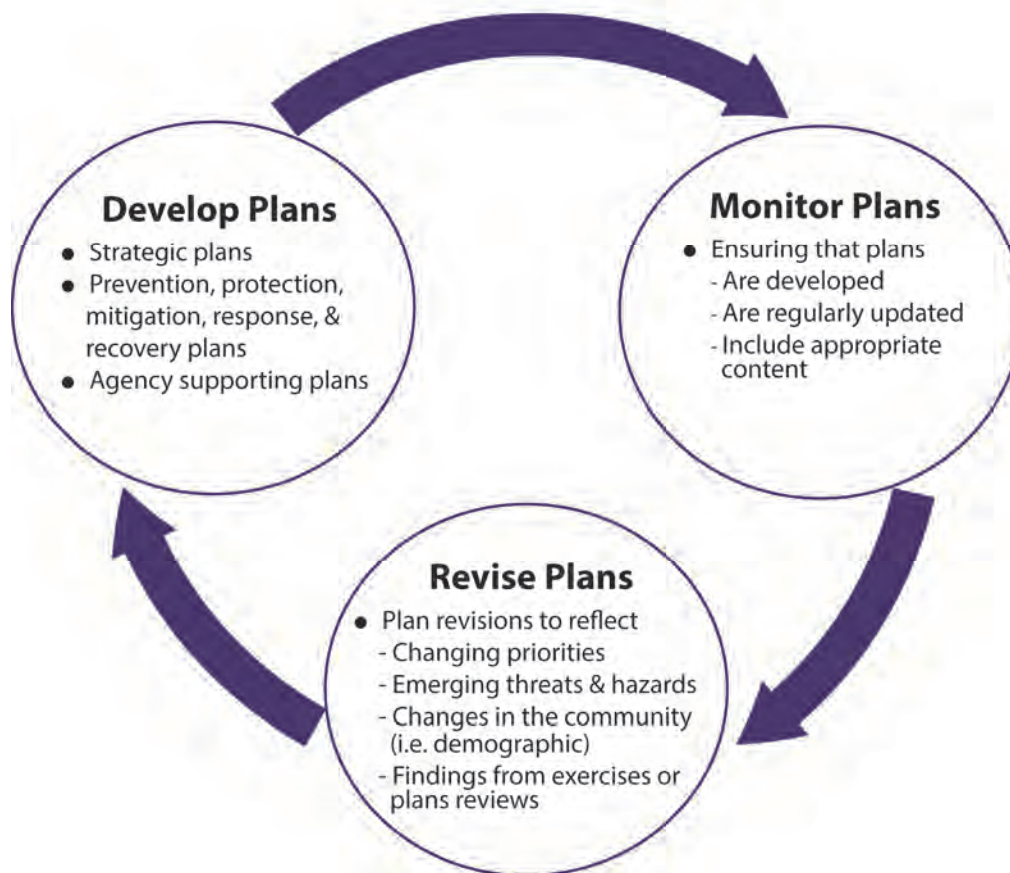 Develop Plans
● Strategic plans
● Prevention, protection,
mitigation, response, &
recovery plans
● Agency supporting plans
Monitor Plans
● Ensuring that plans
- Are developed
- Are regularly updated
- Include appropriate
content
Revise Plans
● Plan revisions to reflect
- Changing priorities
- Emerging threats & hazards
- Changes in the community
(i.e. demographic)
- Findings from exercises or
plans reviews